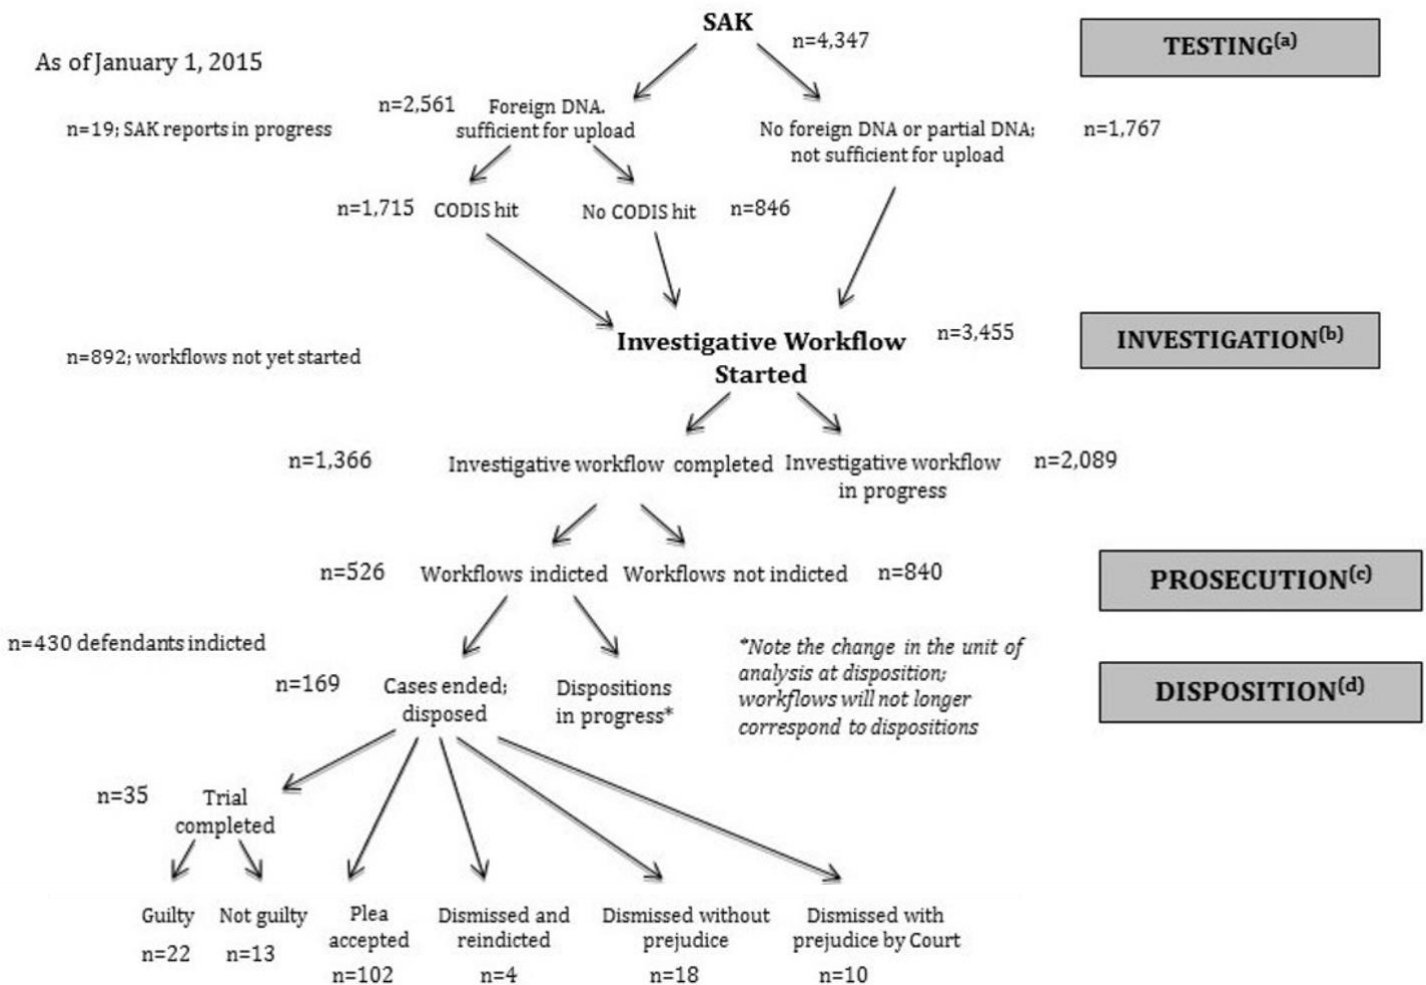 SAK
n=4,347
TESTING(a)
As of January 1, 2015
n=2,561
Foreign DNA.
sufficient for upload
n=19; SAK reports in progress
No foreign DNA or partial DNA;
not sufficient for upload
n=1,767
n=1,715
CODIS hit
No CODIS hit
n=846
Investigative Workflow
Started
n=3,455
INVESTIGATION(b)
n=892; workflows not yet started
n=1,366
Investigative workflow completed
Investigative workflow
in progress
n=2,089
n=526
Workflows indicted
Workflows not indicted
n=840
PROSECUTION(c)
n=430 defendants indicted
*Note the change in the unit of
analysis at disposition;
workflows will not longer
correspond to dispositions
DISPOSITION(d)
n=169
Cases ended;
disposed
Dispositions
in progress*
n=35
Trial
completed
Guilty
n=22
Not guilty
n=13
Plea
accepted
n=102
Dismissed and
reindicted
n=4
Dismissed without
prejudice
n=18
Dismissed with
prejudice by Court
n=10